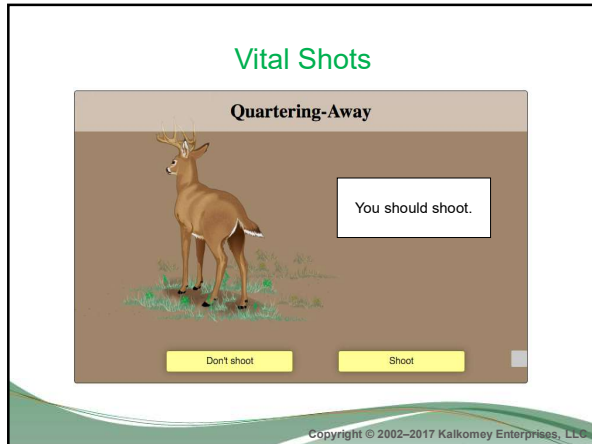 Vital Shots
Quartering-Away
You should shoot.
Don't shoot
Shoot
Copyright © 2002–2017 Kalkomey Enterprises, LLC